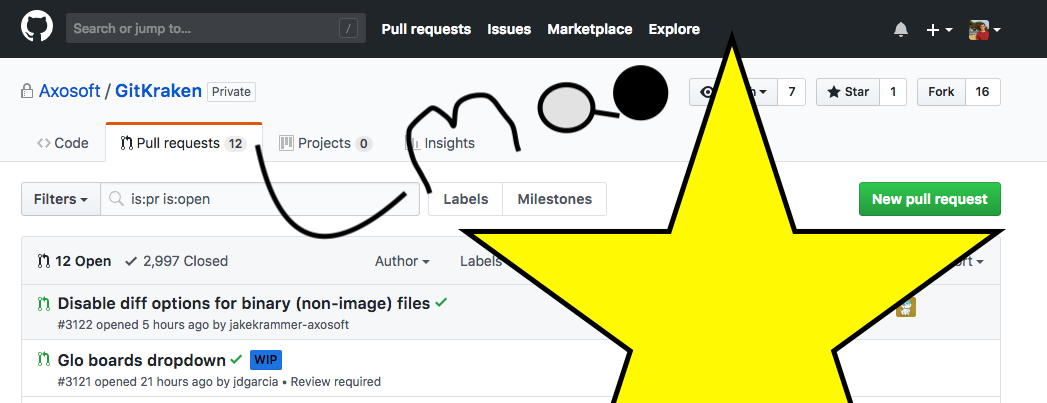 Search or jump to... / Pull requests Issues Marketplace Explore
Axosoft / GitKraken Private 7 Star 1 Fork 16
Code Pull requests 12 Projects 0 Insights
Filters is:pr is:open Labels Milestones New pull request
12 Open 2,997 Closed Author Labels
Disable diff options for binary (non-image) files
#3122 opened 5 hours ago by jakekrammer-axosoft
Glo boards dropdown WIP
#3121 opened 21 hours ago by jdgarcia • Review required